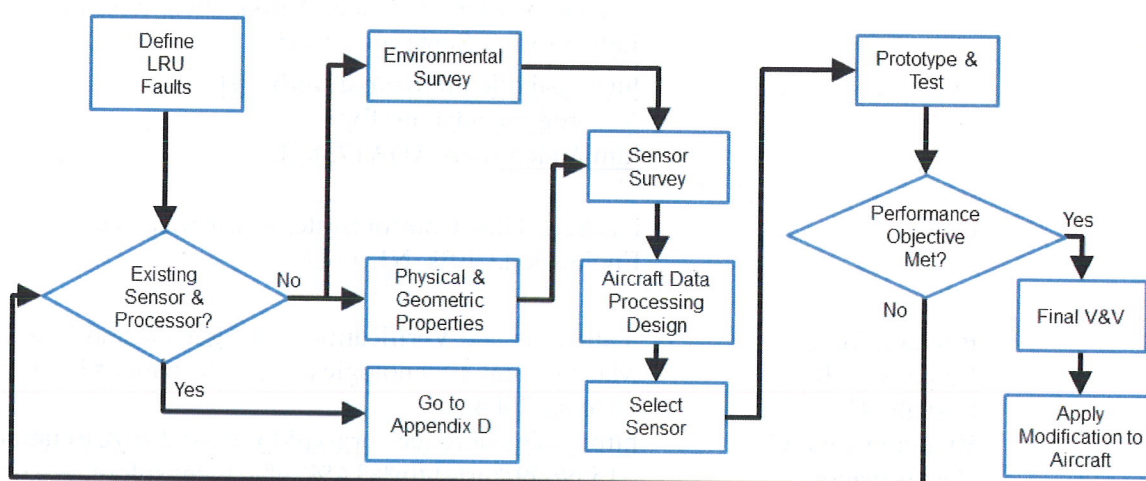 Define
LRU
Faults
Existing
Sensor &
Processor?
No
Yes
Environmental
Survey
Physical &
Geometric
Properties
Go to
Appendix D
Sensor
Survey
Aircraft Data
Processing
Design
Select
Sensor
Prototype &
Test
Performance
Objective
Met?
Yes
No
Final V&V
Apply
Modification to
Aircraft